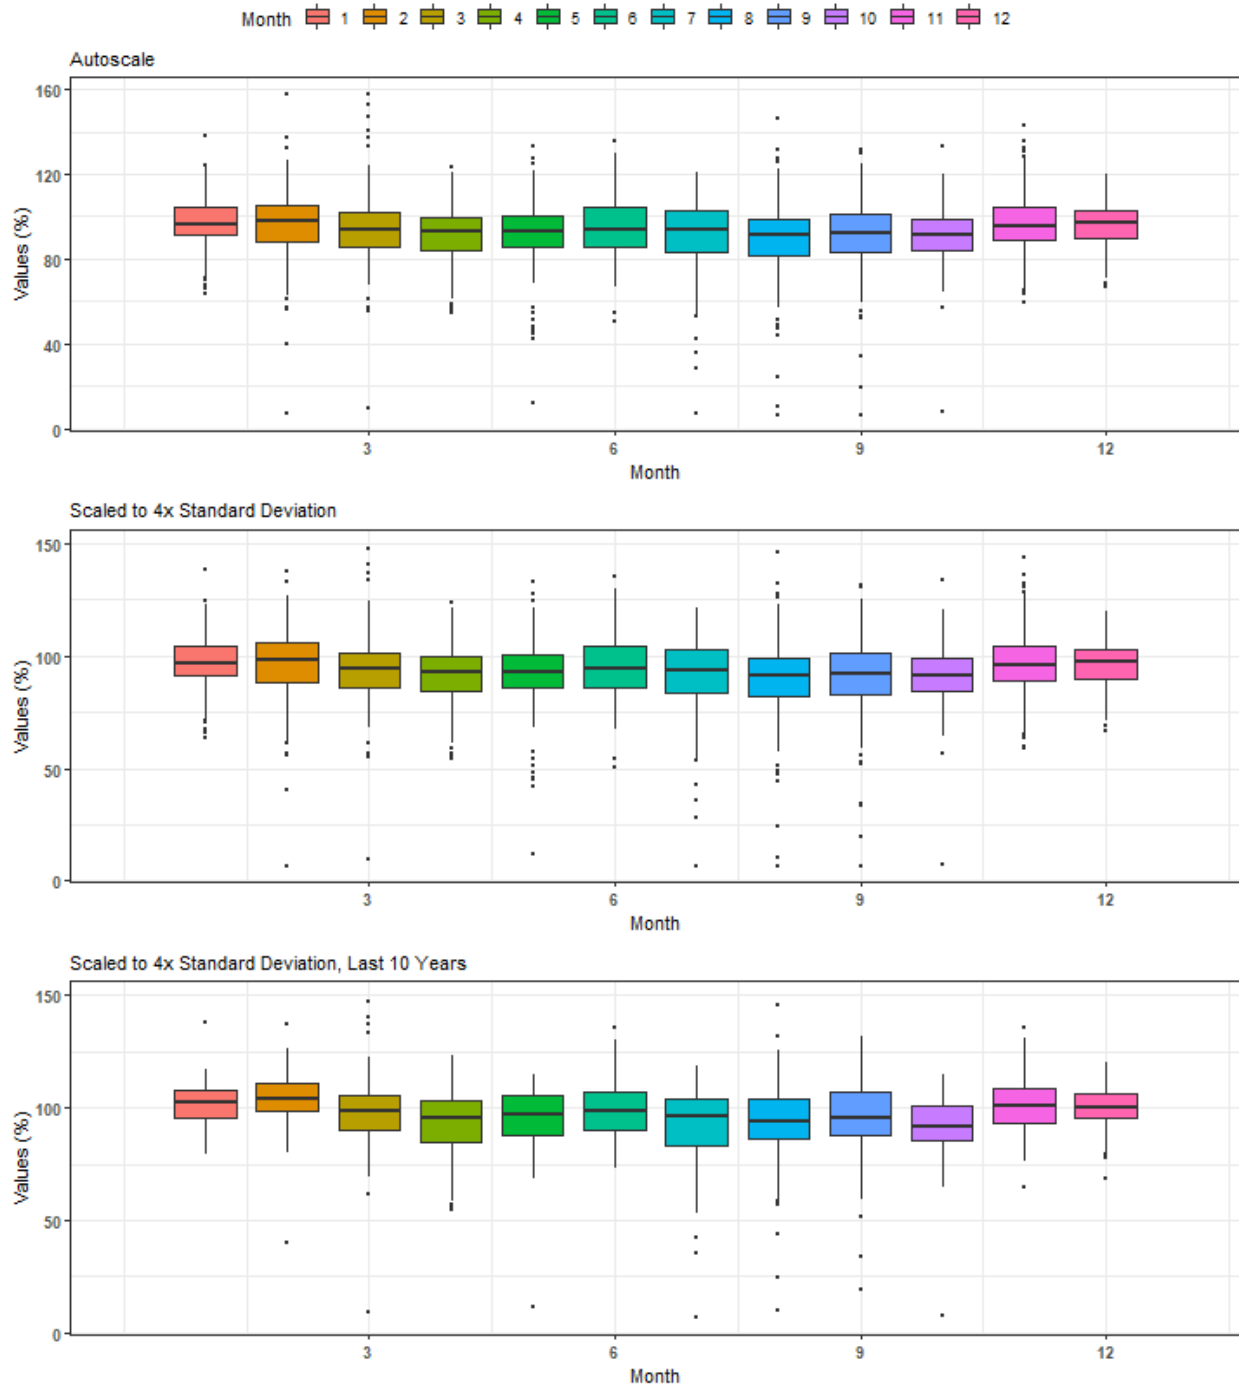 Month 1 2 3 4 5 6 7 8 9 10 11 12
Autoscale
160
120
80
40
0
Values (%)
3 6 9 12
Month
Scaled to 4x Standard Deviation
150
100
50
0
Values (%)
3 6 9 12
Month
Scaled to 4x Standard Deviation, Last 10 Years
150
100
50
0
Values (%)
3 6 9 12
Month